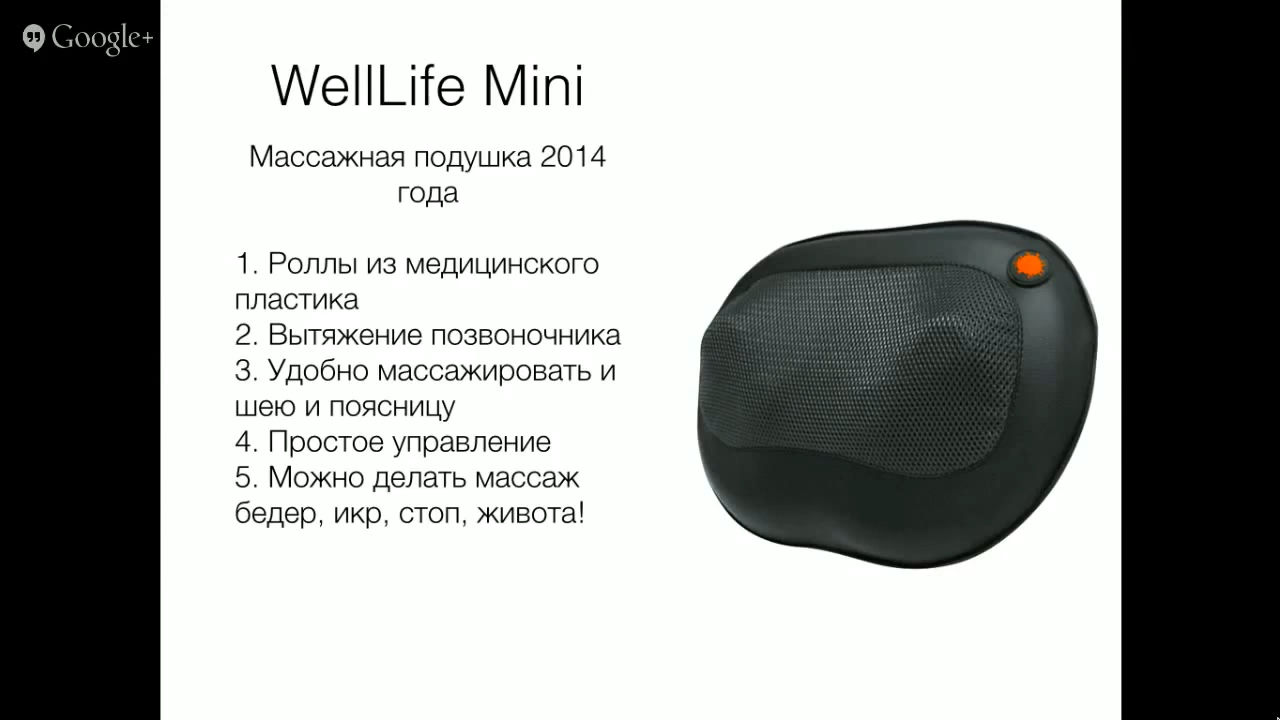 Google+
WellLife Mini
Массажная подушка 2014
года
1. Роллы из медицинского
пластика
2. Вытяжение позвоночника
3. Удобно массажировать и
шею и поясницу
4. Простое управление
5. Можно делать массаж
бедер, икр, стоп, живота!